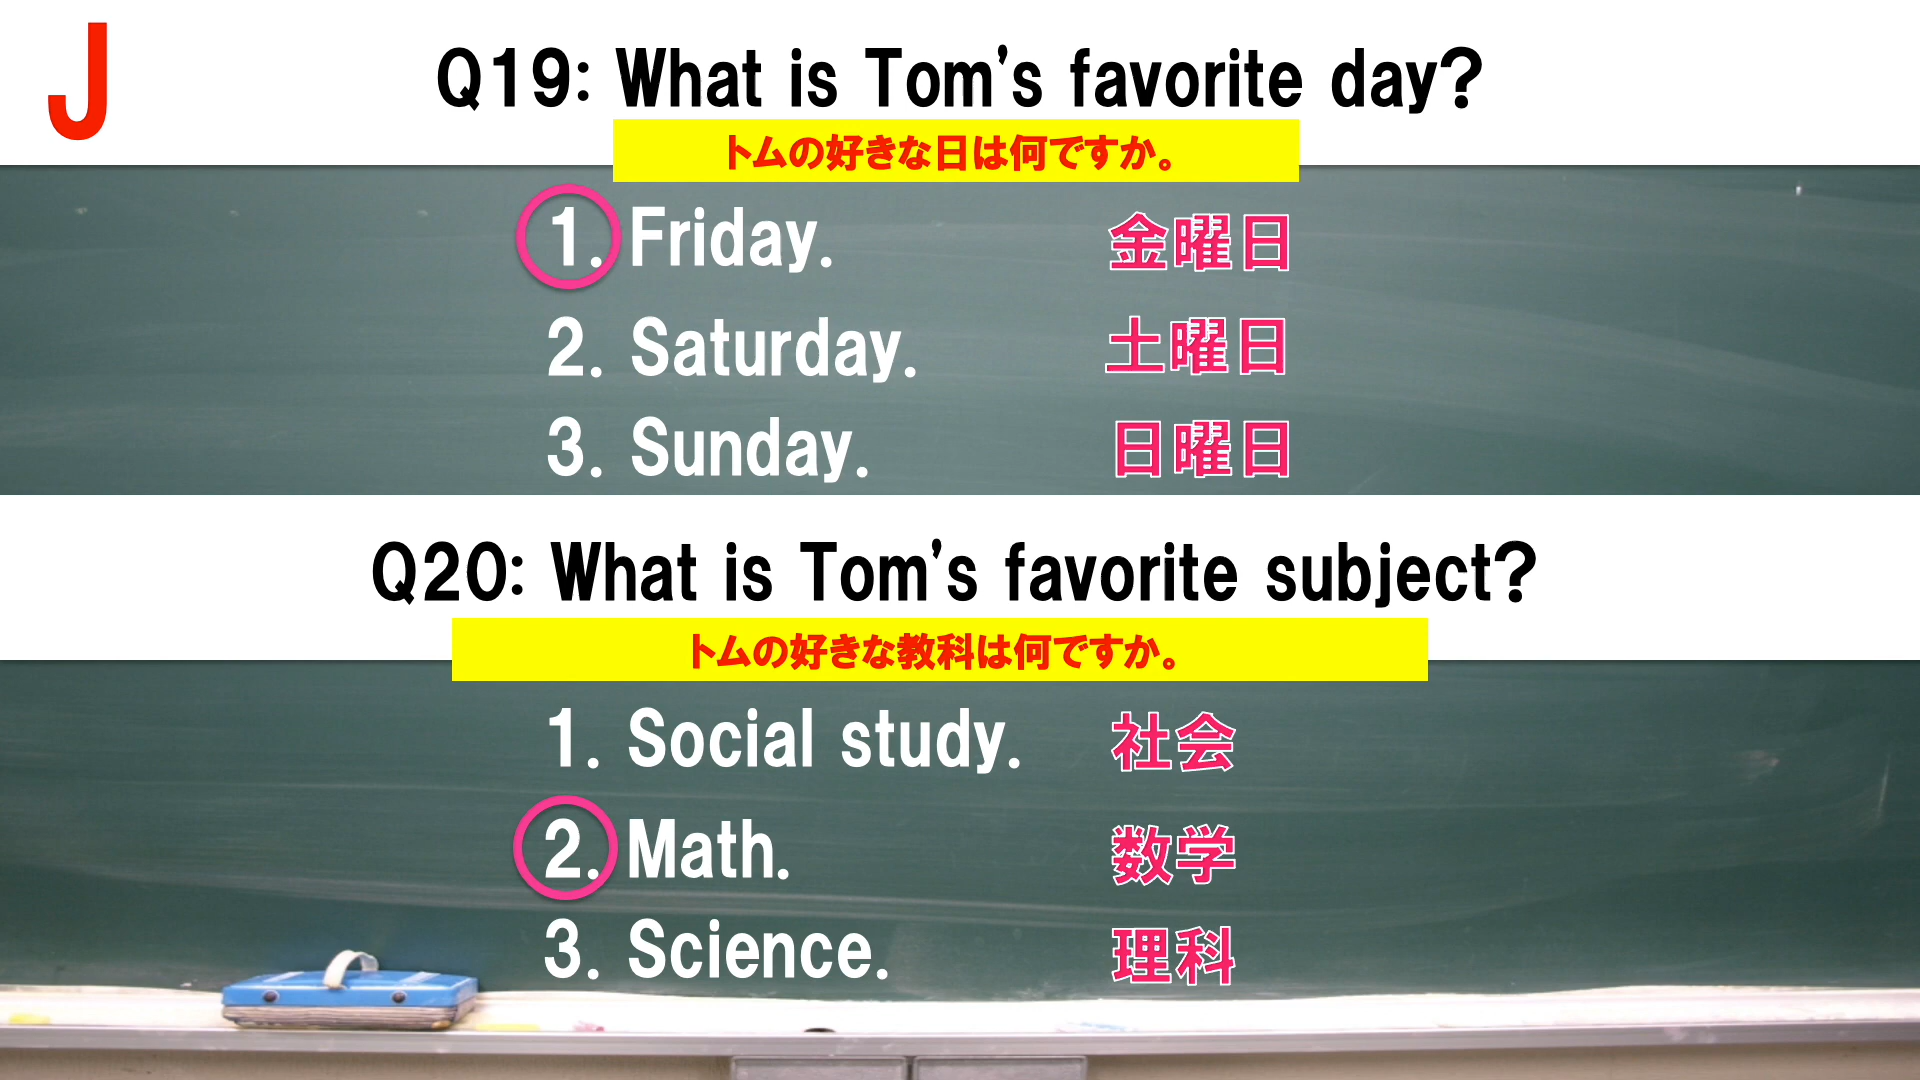 J
Q19: What is Tom's favorite day?
トムの好きな日は何ですか。
1. Friday. 金曜日
2. Saturday. 土曜日
3. Sunday. 日曜日
Q20: What is Tom's favorite subject?
トムの好きな教科は何ですか。
1. Social study. 社会
2. Math. 数学
3. Science. 理科